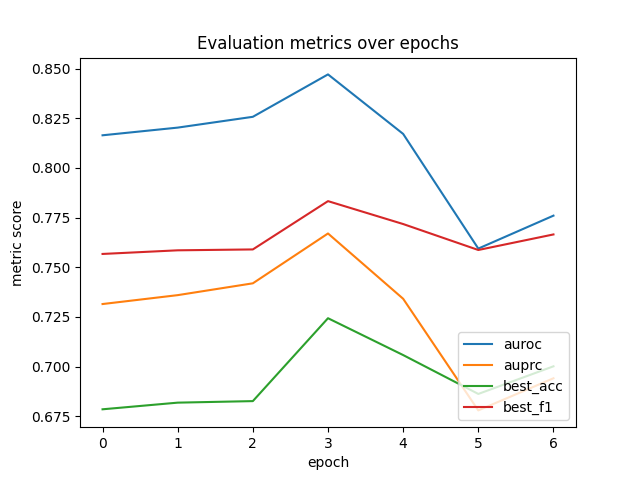 Evaluation metrics over epochs
metric score
0.850
0.825
0.800
0.775
0.750
0.725
0.700
0.675
auroc
auprc
best_acc
best_f1
0 1 2 3 4 5 6
epoch